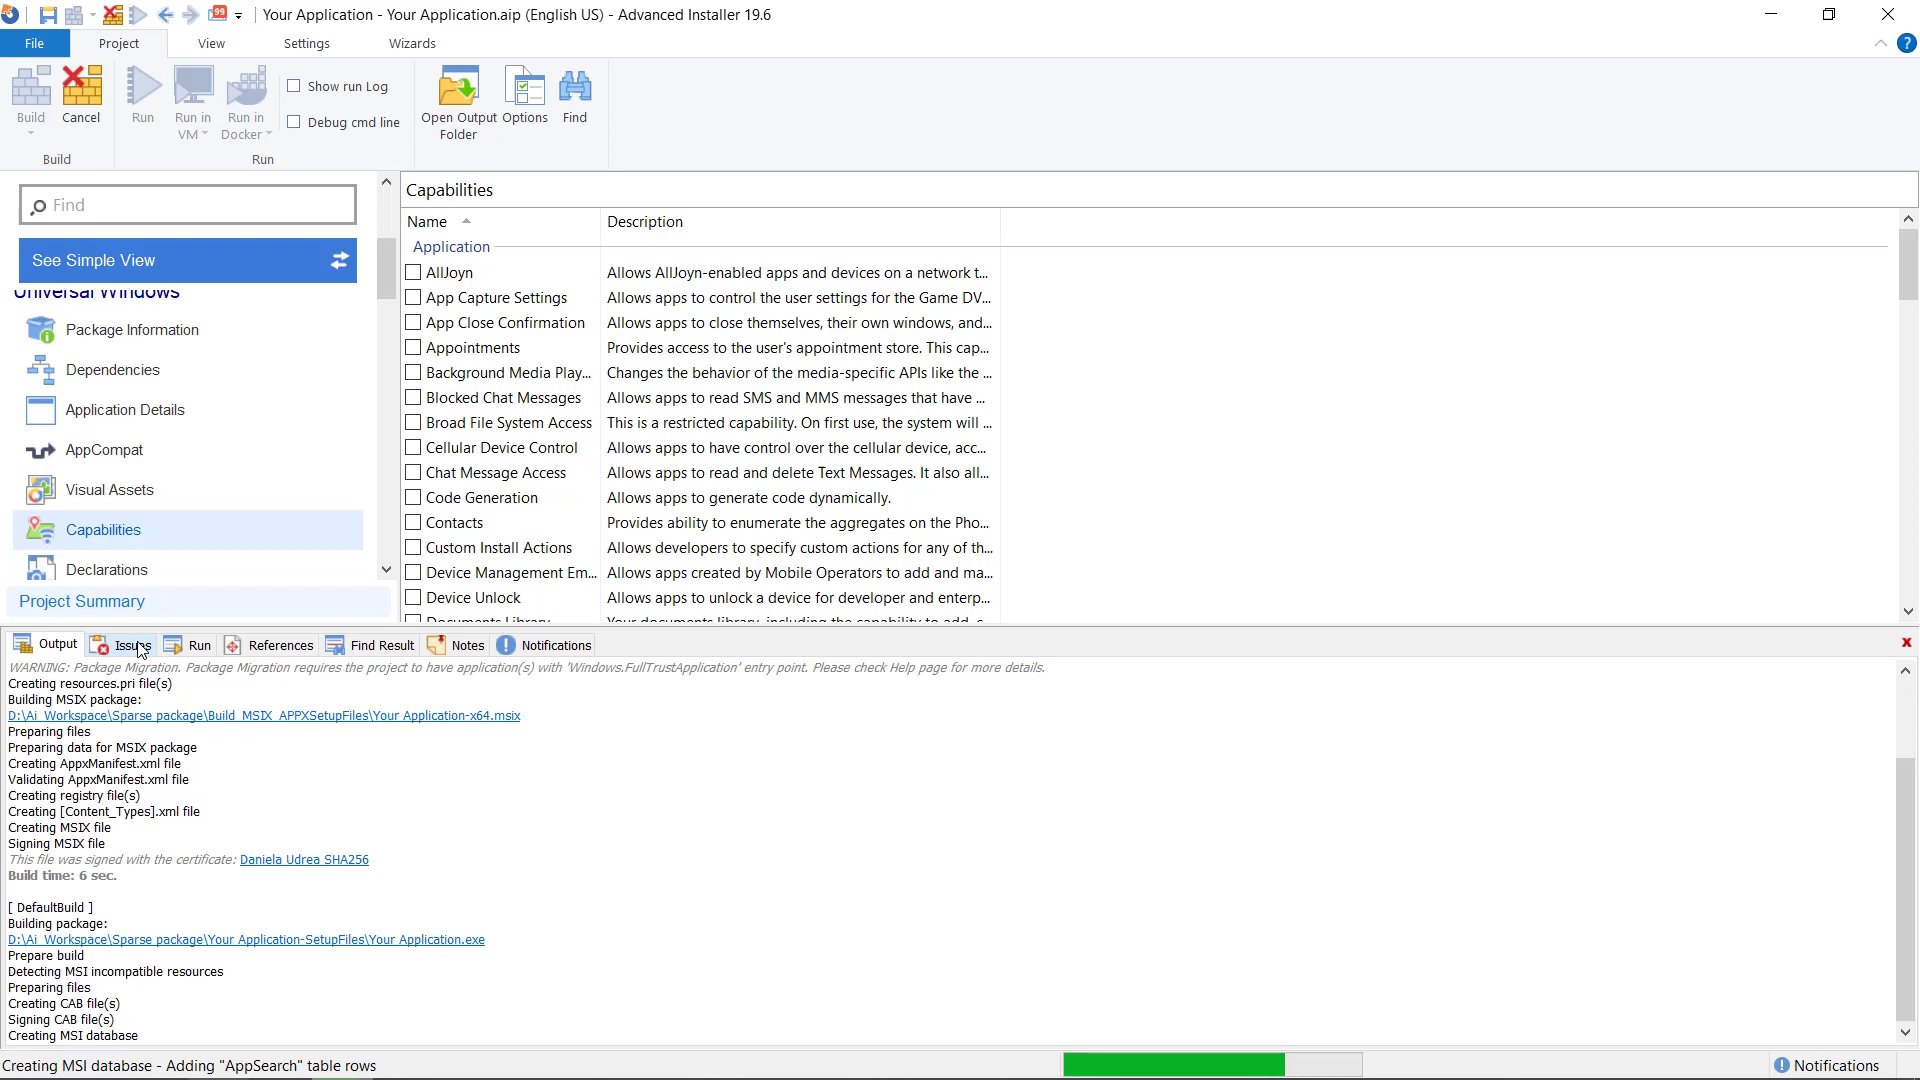 99
Your Application - Your Application.aip (English US) - Advanced Installer 19.6
File
Project
View
Settings
Wizards
?
Build
Cancel
Run
Run in
VM
Run in
Docker
Show run Log
Debug cmd line
Open Output
Folder
Options
Find
Build
Run
Find
See Simple View
Universal Windows
Package Information
Dependencies
Application Details
AppCompat
Visual Assets
Capabilities
Declarations
Project Summary
Capabilities
Name
Description
Application
AllJoyn
Allows AllJoyn-enabled apps and devices on a network t...
App Capture Settings
Allows apps to control the user settings for the Game DV...
App Close Confirmation
Allows apps to close themselves, their own windows, and...
Appointments
Provides access to the user's appointment store. This cap...
Background Media Play...
Changes the behavior of the media-specific APIs like the ...
Blocked Chat Messages
Allows apps to read SMS and MMS messages that have ...
Broad File System Access
This is a restricted capability. On first use, the system will ...
Cellular Device Control
Allows apps to have control over the cellular device, acc...
Chat Message Access
Allows apps to read and delete Text Messages. It also all...
Code Generation
Allows apps to generate code dynamically.
Contacts
Provides ability to enumerate the aggregates on the Pho...
Custom Install Actions
Allows developers to specify custom actions for any of th...
Device Management Em...
Allows apps created by Mobile Operators to add and ma...
Device Unlock
Allows apps to unlock a device for developer and enterp...
Documents Library
Your documents library, including the capability to add, c...
Output
Issues
Run
References
Find Result
Notes
Notifications
WARNING: Package Migration. Package Migration requires the project to have application(s) with 'Windows.FullTrustApplication' entry point. Please check Help page for more details.
Creating resources.pri file(s)
Building MSIX package:
D:\Ai_Workspace\Sparse package\Build_MSIX_APPXSetupFiles\Your Application-x64.msix
Preparing files
Preparing data for MSIX package
Creating AppxManifest.xml file
Validating AppxManifest.xml file
Creating registry file(s)
Creating [Content_Types].xml file
Creating MSIX file
Signing MSIX file
This file was signed with the certificate: Daniela Udrea SHA256
Build time: 6 sec.
[ DefaultBuild ]
Building package:
D:\Ai_Workspace\Sparse package\Your Application-SetupFiles\Your Application.exe
Prepare build
Detecting MSI incompatible resources
Preparing files
Creating CAB file(s)
Signing CAB file(s)
Creating MSI database
Creating MSI database - Adding "AppSearch" table rows
Notifications